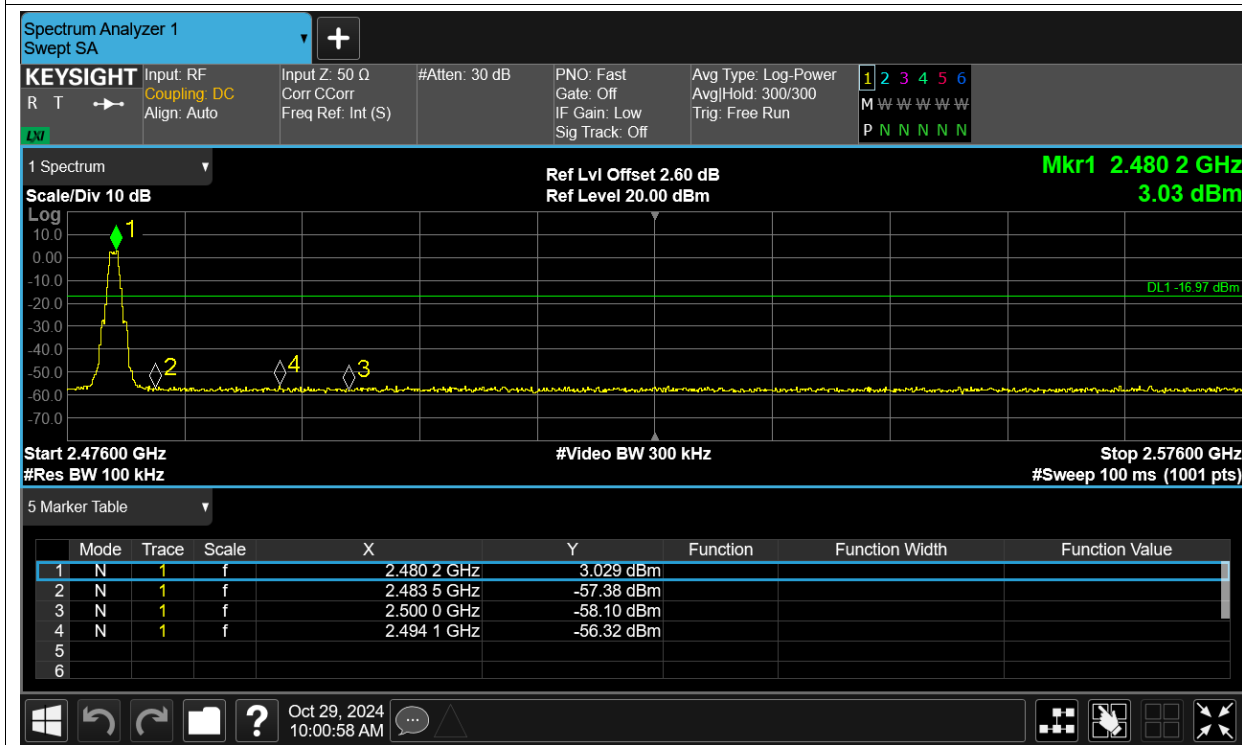 Spectrum Analyzer 1
Swept SA
+
KEYSIGHT
R T
LXI
Input: RF
Coupling: DC
Align: Auto
Input Z: 50 Ω
Corr CCorr
Freq Ref: Int (S)
#Atten: 30 dB
PNO: Fast
Gate: Off
IF Gain: Low
Sig Track: Off
Avg Type: Log-Power
Avg|Hold: 300/300
Trig: Free Run
1 2 3 4 5 6
M W W W W W
P N N N N N
1 Spectrum
Scale/Div 10 dB
Ref Lvl Offset 2.60 dB
Ref Level 20.00 dBm
Mkr1 2.480 2 GHz
3.03 dBm
Log
10.0
0.00
-10.0
-20.0
-30.0
-40.0
-50.0
-60.0
-70.0
1
2
4
3
DL1 -16.97 dBm
Start 2.47600 GHz
#Res BW 100 kHz
#Video BW 300 kHz
Stop 2.57600 GHz
#Sweep 100 ms (1001 pts)
5 Marker Table
Mode Trace Scale X Y Function Function Width Function Value
1 N 1 f 2.480 2 GHz 3.029 dBm
2 N 1 f 2.483 5 GHz -57.38 dBm
3 N 1 f 2.500 0 GHz -58.10 dBm
4 N 1 f 2.494 1 GHz -56.32 dBm
5
6
?
Oct 29, 2024
10:00:58 AM